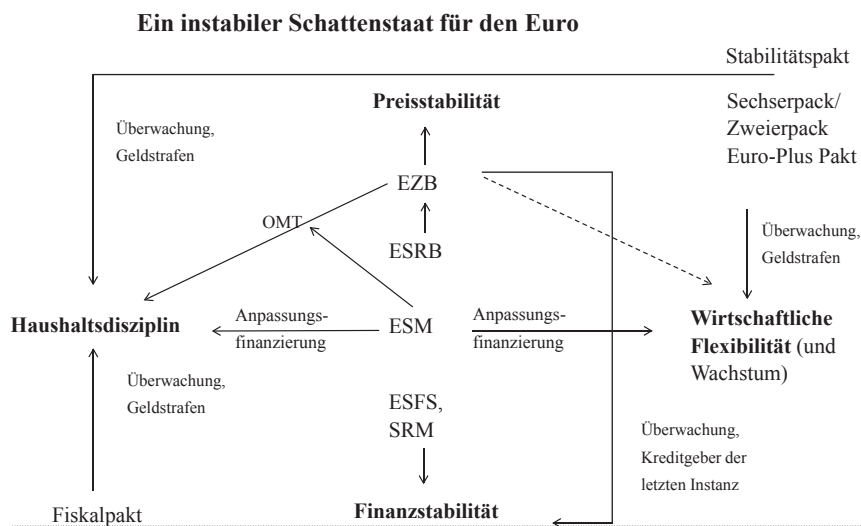 Ein instabiler Schattenstaat für den Euro
Stabilitätspakt
Preisstabilität
Sechserpack/
Zweierpack
Euro-Plus Pakt
Überwachung,
Geldstrafen
EZB
OMT
ESRB
Überwachung,
Geldstrafen
Haushaltsdisziplin
Anpassungs-
finanzierung
ESM
Anpassungs-
finanzierung
Wirtschaftliche
Flexibilität (und
Wachstum)
Überwachung,
Geldstrafen
ESFS,
SRM
Überwachung,
Kreditgeber der
letzten Instanz
Fiskalpakt
Finanzstabilität